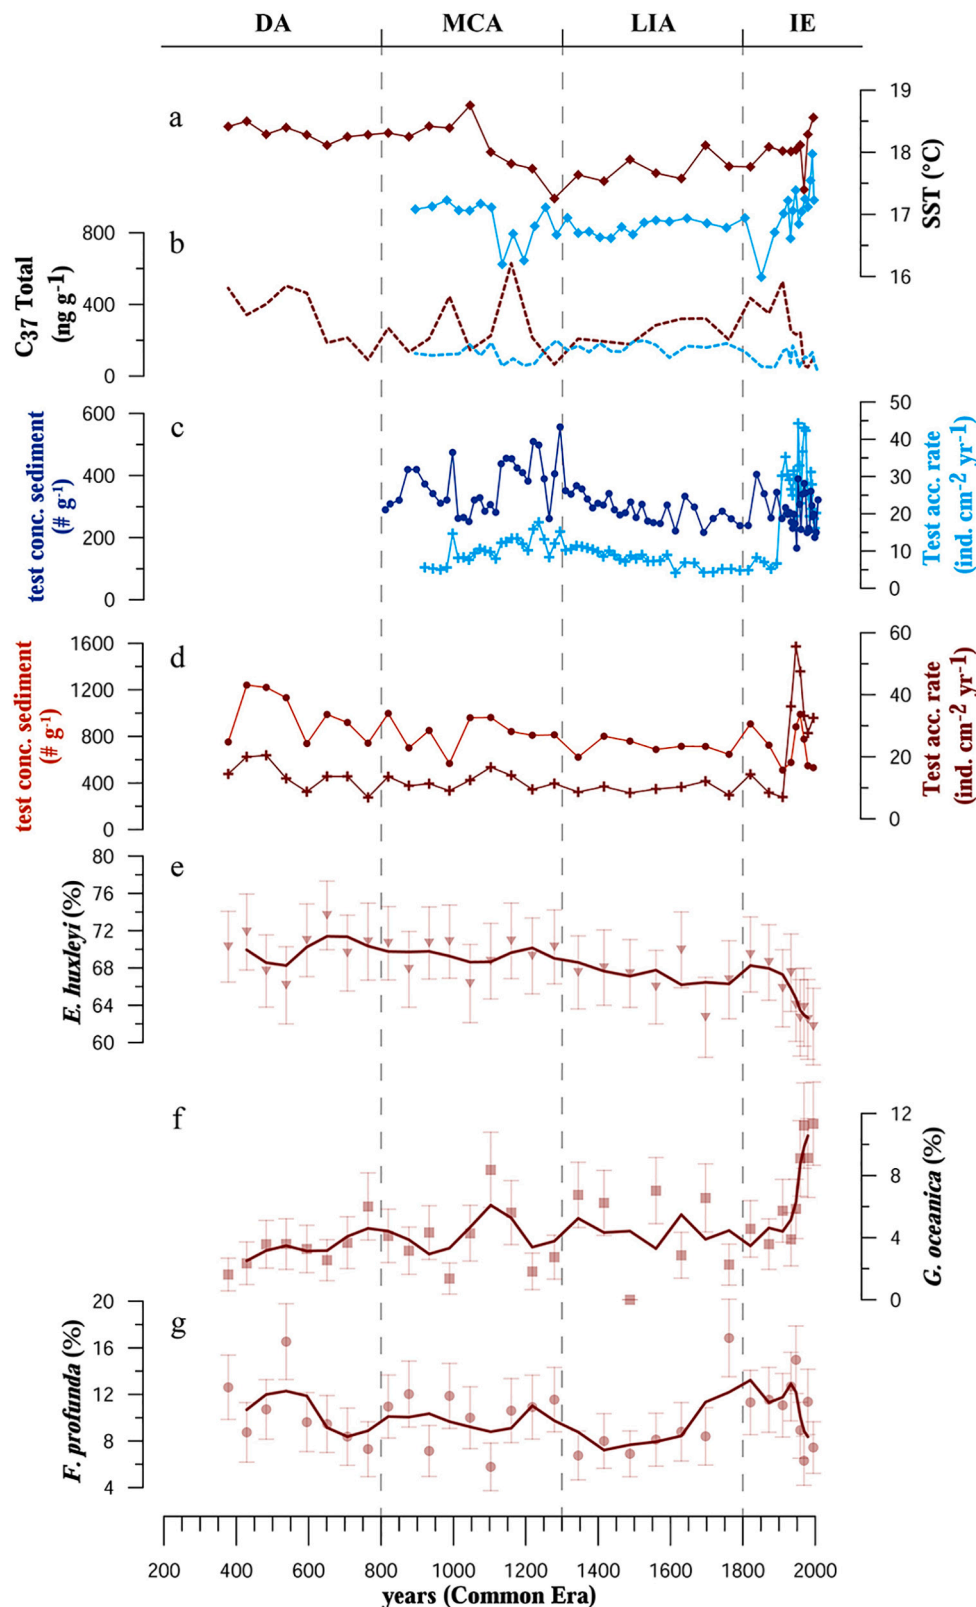 DA MCA LIA IE
a
19
18
17
16
SST (°C)
b
800
400
0
C37 Total
(ng g-1)
c
600
400
200
0
test conc. sediment
(# g-1)
50
40
30
20
10
0
Test acc. rate
(ind. cm-2 yr-1)
d
1600
1200
800
400
0
test conc. sediment
(# g-1)
60
40
20
0
Test acc. rate
(ind. cm-2 yr-1)
e
80
76
72
68
64
60
E. huxleyi (%)
f
12
8
4
0
G. oceanica (%)
g
20
16
12
8
4
F. profunda (%)
200 400 600 800 1000 1200 1400 1600 1800 2000
years (Common Era)